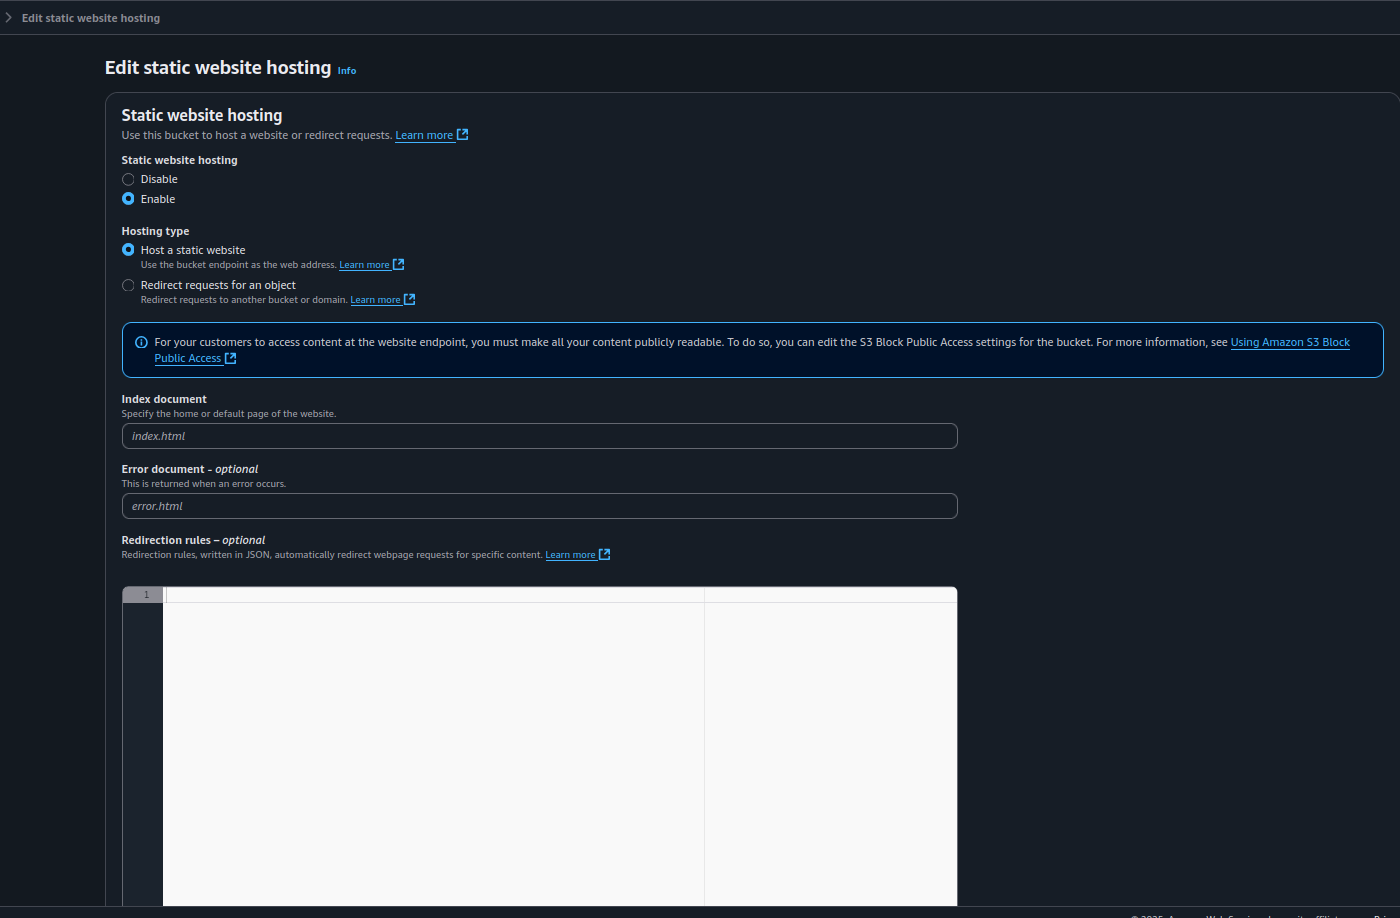 Edit static website hosting
Edit static website hosting Info
Static website hosting
Use this bucket to host a website or redirect requests. Learn more
Static website hosting
Disable
Enable
Hosting type
Host a static website
Use the bucket endpoint as the web address. Learn more
Redirect requests for an object
Redirect requests to another bucket or domain. Learn more
For your customers to access content at the website endpoint, you must make all your content publicly readable. To do so, you can edit the S3 Block Public Access settings for the bucket. For more information, see Using Amazon S3 Block
Public Access
Index document
Specify the home or default page of the website.
index.html
Error document - optional
This is returned when an error occurs.
error.html
Redirection rules – optional
Redirection rules, written in JSON, automatically redirect webpage requests for specific content. Learn more
1